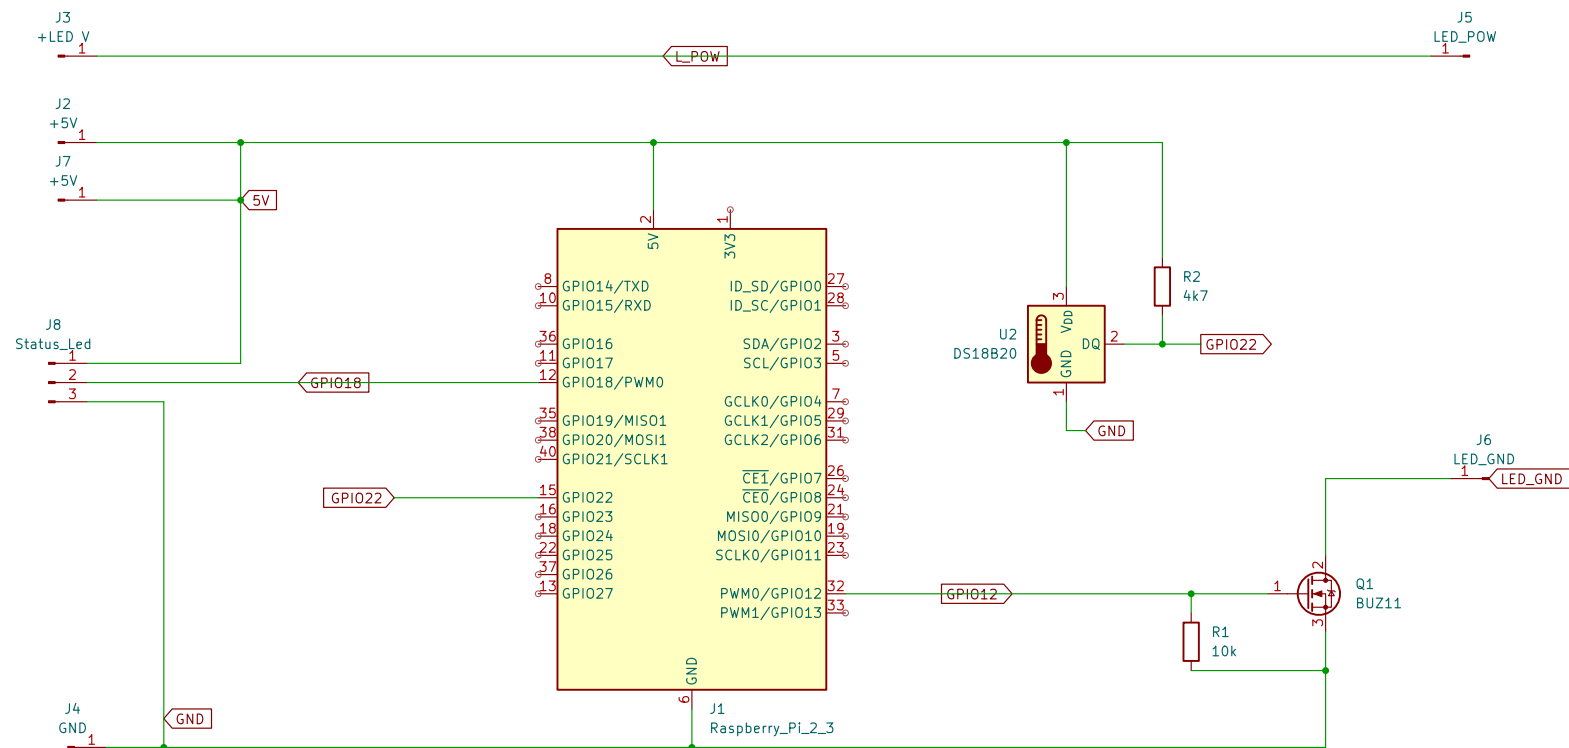 J3
+LED V
1
L_POW
J5
LED_POW
1
J2
+5V
1
J7
+5V
1
5V
J8
Status_Led
1
2
3
GPIO18
GPIO22
2
5V
1
3V3
8
GPIO14/TXD
10
GPIO15/RXD
36
GPIO16
11
GPIO17
12
GPIO18/PWM0
35
GPIO19/MISO1
38
GPIO20/MOSI1
40
GPIO21/SCLK1
15
GPIO22
16
GPIO23
18
GPIO24
22
GPIO25
37
GPIO26
13
GPIO27
ID_SD/GPIO0
27
ID_SC/GPIO1
28
SDA/GPIO2
3
SCL/GPIO3
5
GCLK0/GPIO4
7
GCLK1/GPIO5
29
GCLK2/GPIO6
31
CE1/GPIO7
26
CE0/GPIO8
24
MISO0/GPIO9
21
MOSI0/GPIO10
19
SCLK0/GPIO11
23
PWM0/GPIO12
32
PWM1/GPIO13
33
GND
6
J1
Raspberry_Pi_2_3
U2
DS18B20
3
VDD
DQ
2
GND
1
GND
R2
4k7
GPIO22
J6
LED_GND
1
LED_GND
GPIO12
1
2
3
Q1
BUZ11
R1
10k
J4
GND
1
GND